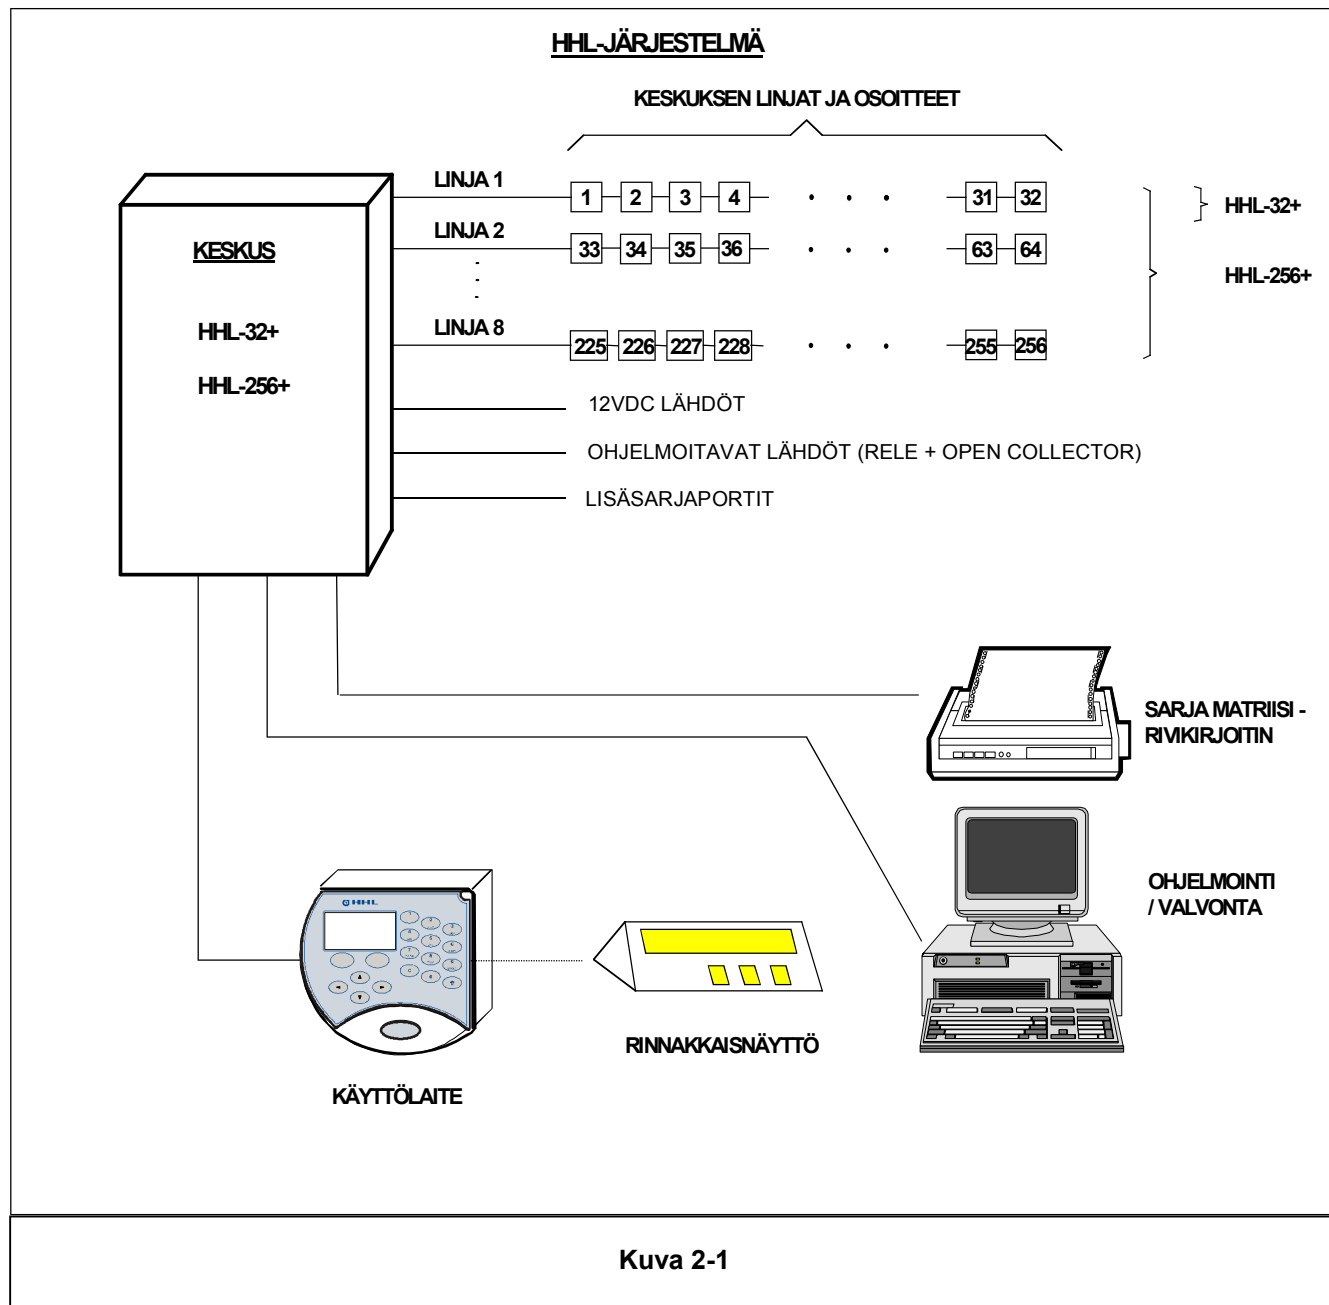 HHL-JÄRJESTELMÄ
KESKUKSEN LINJAT JA OSOITTEET
LINJA 1
1 2 3 4 . . . 31 32
HHL-32+
LINJA 2
33 34 35 36 . . . 63 64
KESKUS
HHL-256+
HHL-32+
LINJA 8
225 226 227 228 . . . 255 256
HHL-256+
12VDC LÄHDÖT
OHJELMOITAVAT LÄHDÖT (RELE + OPEN COLLECTOR)
LISÄSARJAPORTIT
SARJA MATRIISI -
RIVIKIRJOITIN
OHJELMOINTI
/ VALVONTA
HHL
RINNAKKAISNÄYTTÖ
KÄYTTÖLAITE
Kuva 2-1